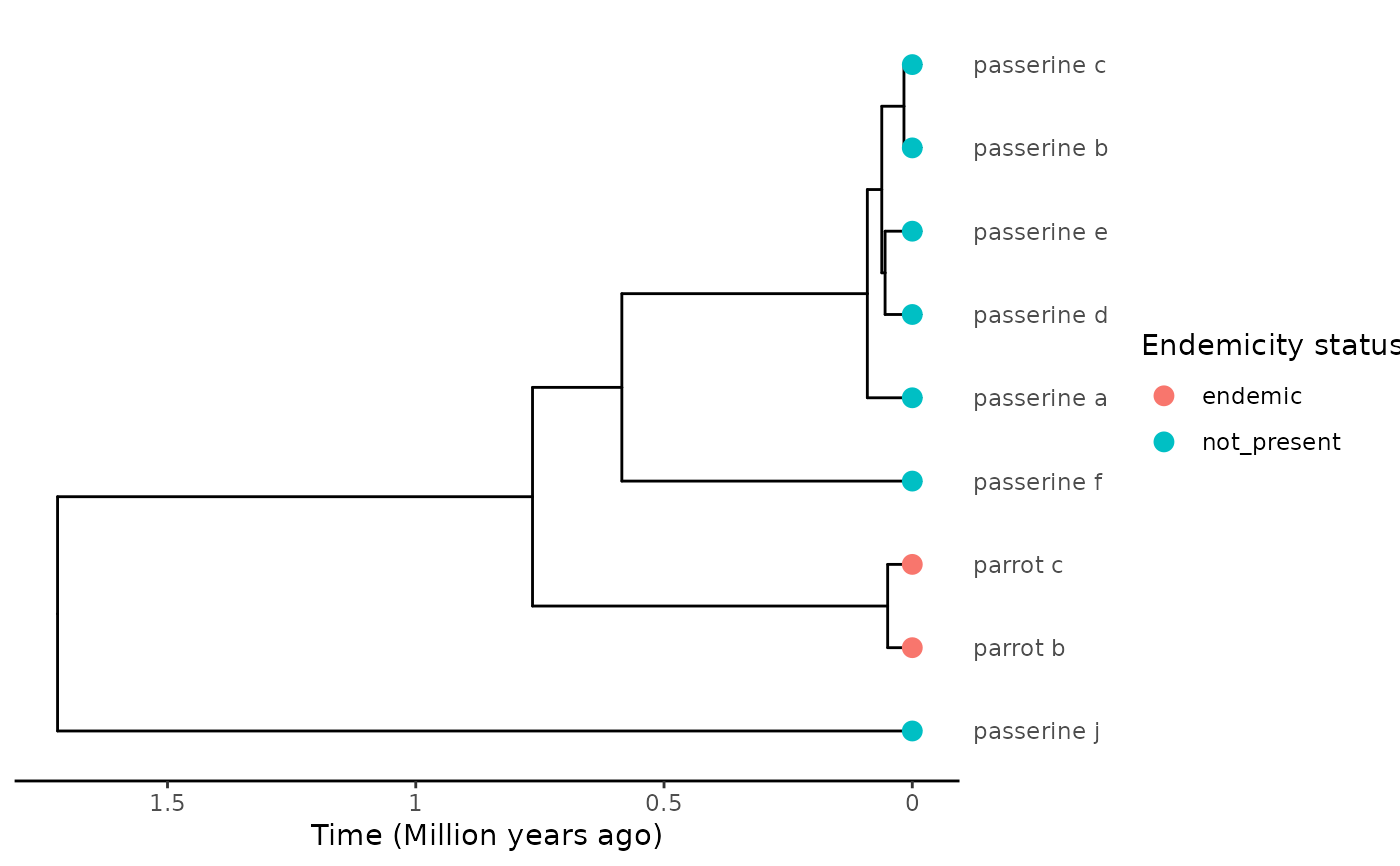 passerine c
passerine b
passerine e
passerine d
passerine a
passerine f
parrot c
parrot b
passerine j
Endemicity status
endemic
not_present
1.5 1 0.5 0
Time (Million years ago)